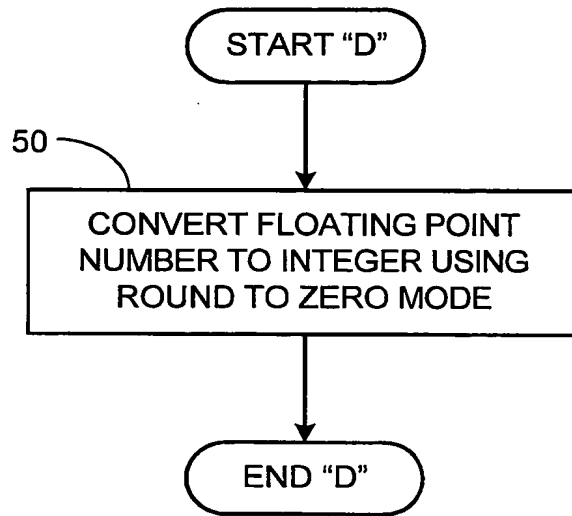 START “D”
50
CONVERT FLOATING POINT
NUMBER TO INTEGER USING
ROUND TO ZERO MODE
END “D”